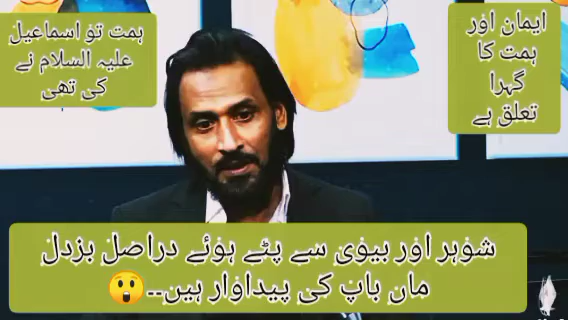 ہمت تو اسماعیل
علیہ السلام نے
کی تھی
ایمان اور
ہمت کا
گہرا
تعلق ہے
شوہر اور بیوی سے پٹے ہوئے دراصل بزدل
ماں باپ کی پیداوار ہیں۔۔😲